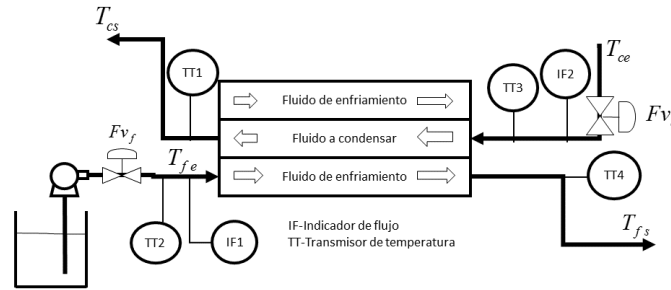 T_cs
T_ce
TT1
TT3
IF2
Fluido de enfriamiento
Fv
Fv_f
Fluido a condensar
T_fe
Fluido de enfriamiento
TT4
TT2
IF1
IF-Indicador de flujo
TT-Transmisor de temperatura
T_fs